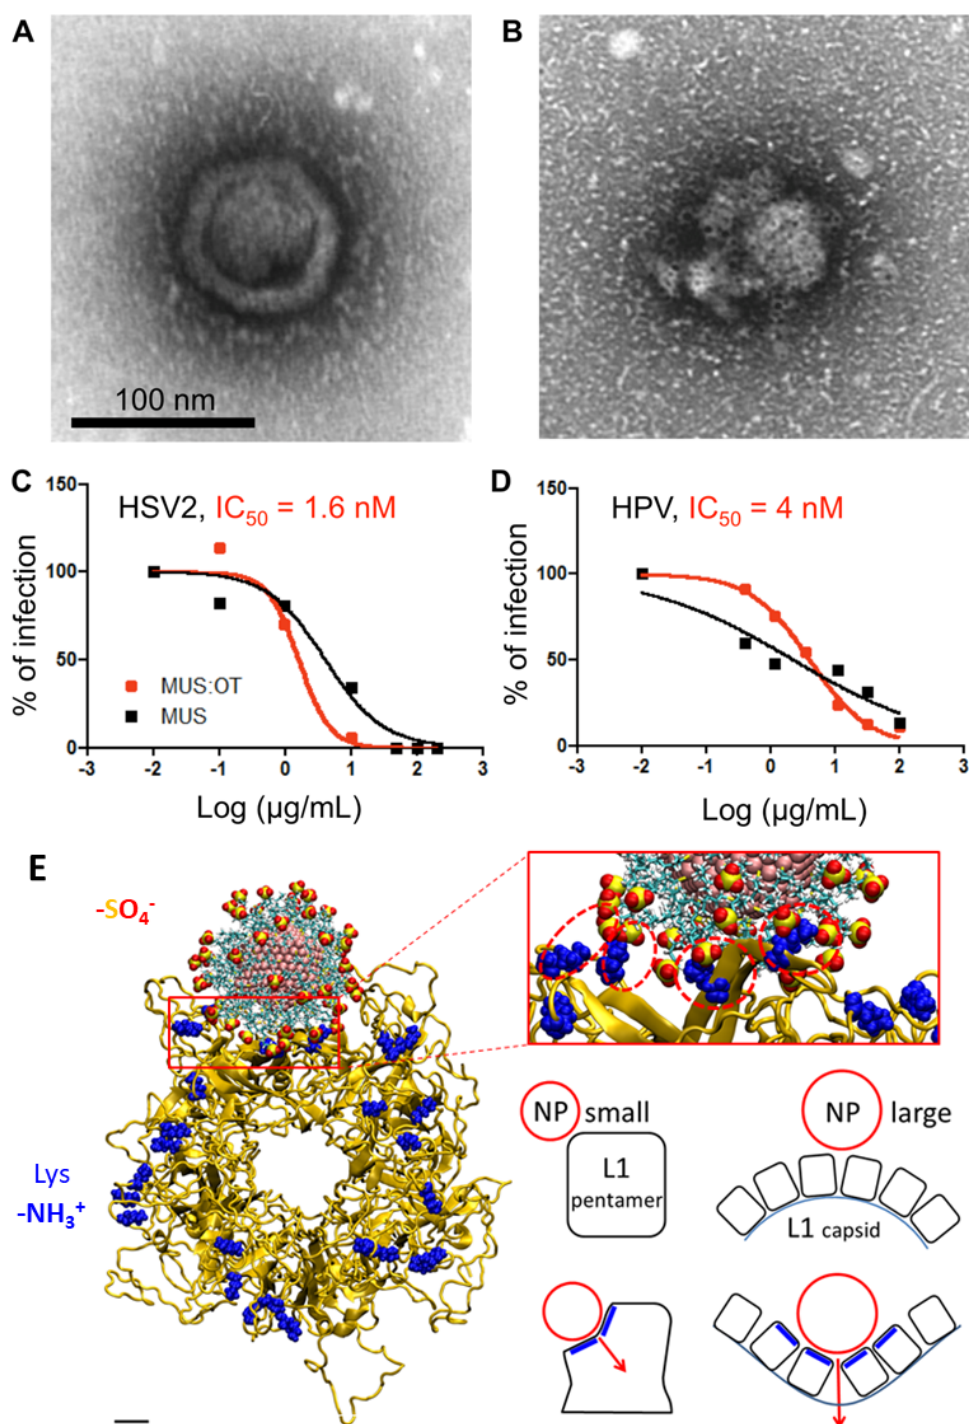 A
B
100 nm
C
150
100
50
0
% of infection
HSV2, IC50 = 1.6 nM
MUS:OT
MUS
-3
-2
-1
0
1
2
3
Log (µg/mL)
D
150
100
50
0
% of infection
HPV, IC50 = 4 nM
-3
-2
-1
0
1
2
3
Log (µg/mL)
E
-SO4-
Lys
-NH3+
NP small
L1
pentamer
NP large
L1 capsid